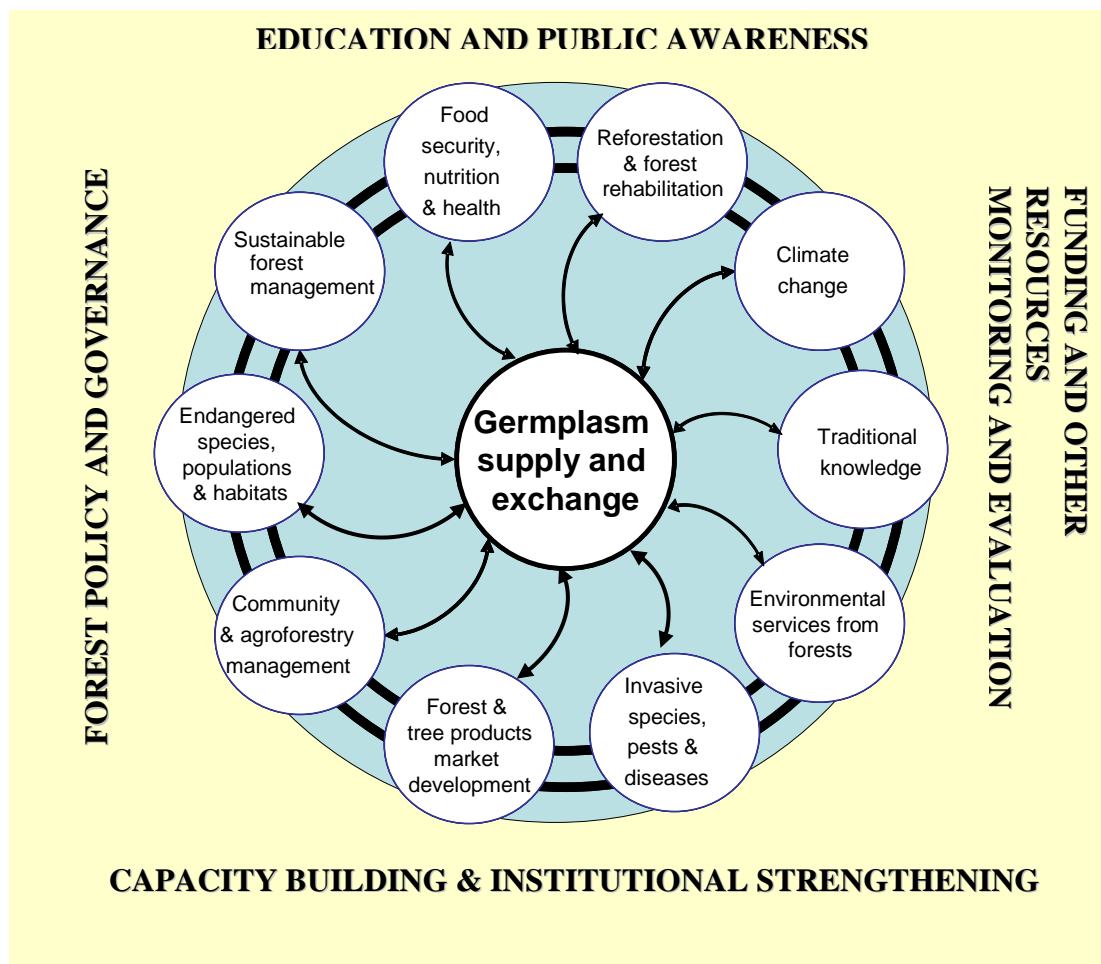 EDUCATION AND PUBLIC AWARENESS
Food
security,
nutrition
& health
Reforestation
& forest
rehabilitation
Climate
change
Traditional
knowledge
Environmental
services from
forests
Invasive
species,
pests &
diseases
Forest &
tree products
market
development
Community
& agroforestry
management
Endangered
species,
populations
& habitats
Sustainable
forest
management
Germplasm
supply and
exchange
FOREST POLICY AND GOVERNANCE
FUNDING AND OTHER
RESOURCES
MONITORING AND EVALUATION
CAPACITY BUILDING & INSTITUTIONAL STRENGTHENING